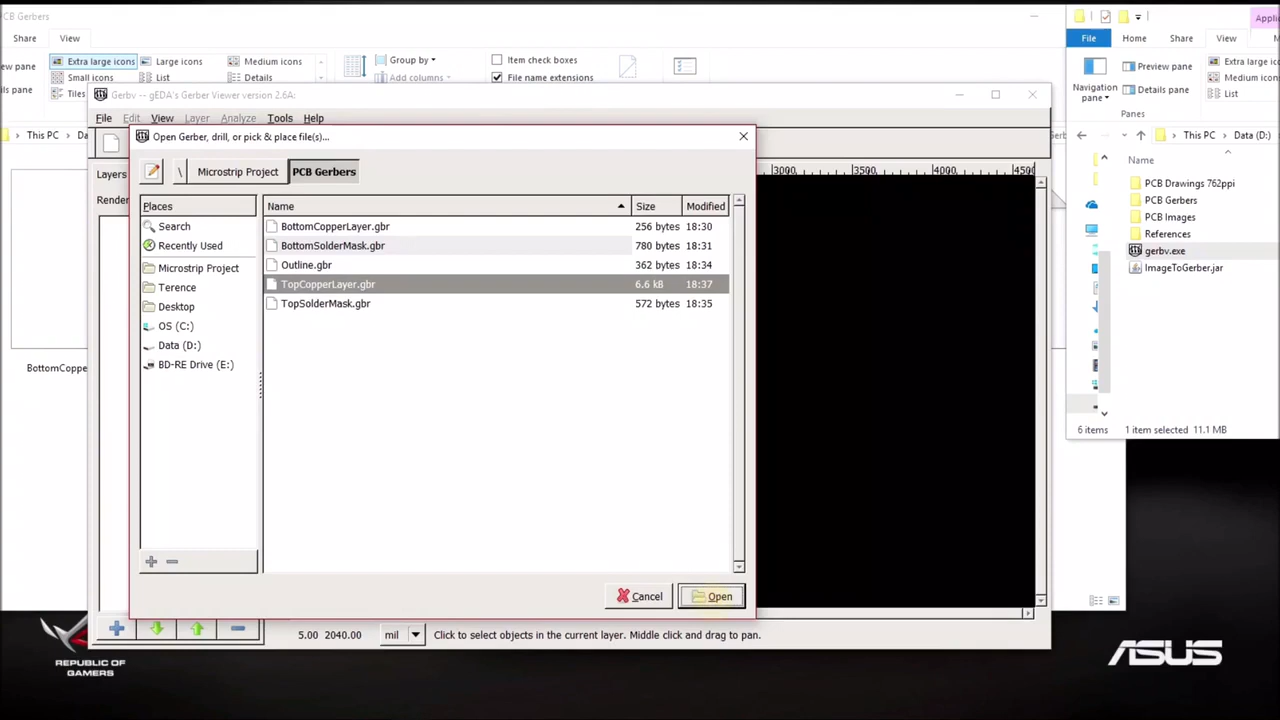 PCB Gerbers
Share
View
pane
Extra large icons
Large icons
Medium icons
Small icons
List
Details
Tiles
Group by
Add columns
Item check boxes
File name extensions
This PC
BottomCoppe
Gerbv -- gEDA's Gerber Viewer version 2.6A:
File
Edit
View
Layer
Analyze
Tools
Help
Layers
Render
3000
3500
4000
4500
Open Gerber, drill, or pick & place file(s)...
\
Microstrip Project
PCB Gerbers
Places
Search
Recently Used
Microstrip Project
Terence
Desktop
OS (C:)
Data (D:)
BD-RE Drive (E:)
Name
Size
Modified
BottomCopperLayer.gbr 256 bytes 18:30
BottomSolderMask.gbr 780 bytes 18:31
Outline.gbr 362 bytes 18:34
TopCopperLayer.gbr 6.6 kB 18:37
TopSolderMask.gbr 572 bytes 18:35
Cancel
Open
5.00 2040.00
mil
Click to select objects in the current layer. Middle click and drag to pan.
Applic
File
Home
Share
View
Navigation
pane
Preview pane
Details pane
Extra large
Medium icons
List
Panes
This PC
Data (D:)
Name
PCB Drawings 762ppi
PCB Gerbers
PCB Images
References
gerbv.exe
ImageToGerber.jar
6 items
1 item selected 11.1 MB
REPUBLIC OF
GAMERS
ASUS